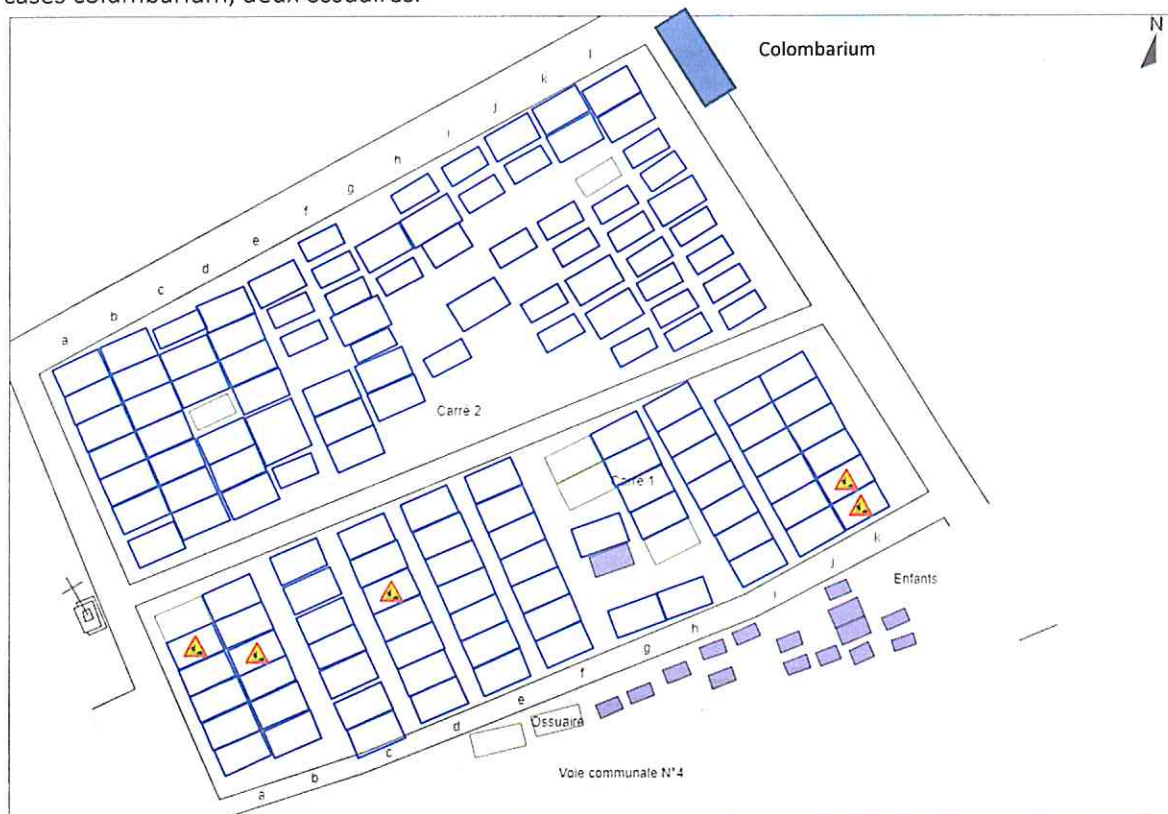 cases columbarium, deux ossuaires.
N
Colombarium
l
k
j
i
h
g
f
e
d
c
b
a
Carré 2
Carré 1
k
j
Enfants
i
h
g
f
Ossuaire
e
d
c
Voie communale N°4
b
a